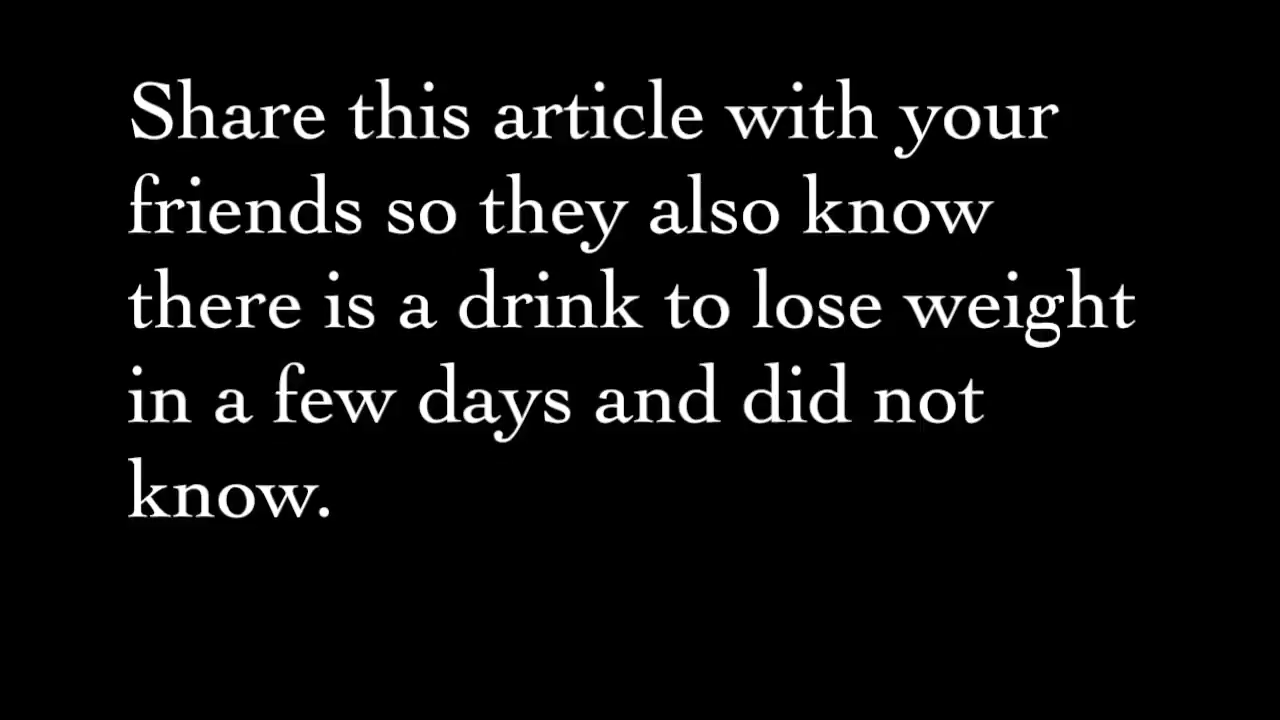 Share this article with your
friends so they also know
there is a drink to lose weight
in a few days and did not
know.